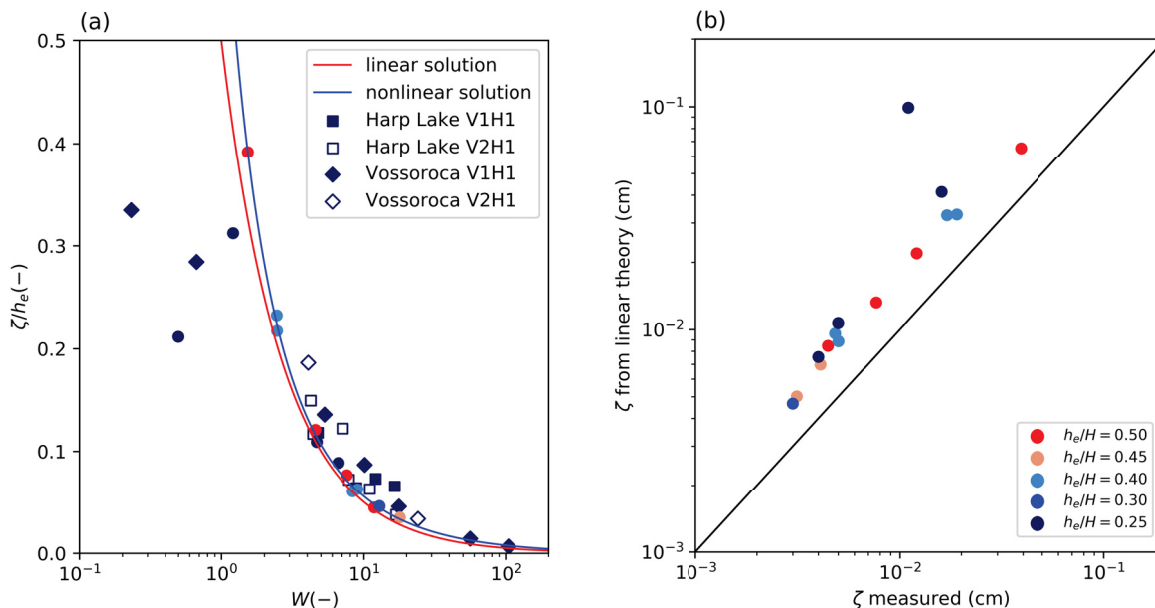 (a)
0.5
0.4
0.3
0.2
0.1
0.0
ζ/hₑ(−)
10⁻¹
10⁰
10¹
10²
W(−)
linear solution
nonlinear solution
Harp Lake V1H1
Harp Lake V2H1
Vossoroca V1H1
Vossoroca V2H1
(b)
10⁻¹
10⁻²
10⁻³
ζ from linear theory (cm)
10⁻³
10⁻²
10⁻¹
ζ measured (cm)
hₑ/H = 0.50
hₑ/H = 0.45
hₑ/H = 0.40
hₑ/H = 0.30
hₑ/H = 0.25